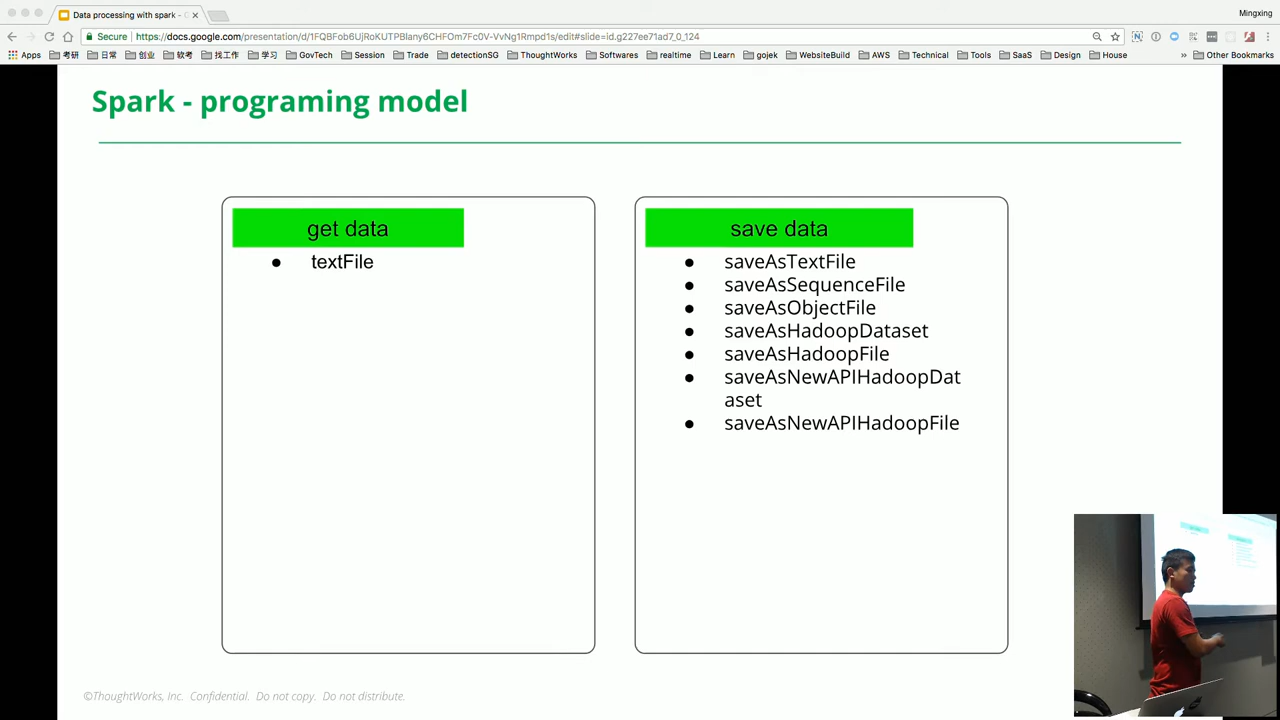 Data processing with spark -
Mingxing
Secure https://docs.google.com/presentation/d/1FQBFob6UjRoKUTPBlany6CHFOm7Fc0V-VvNg1Rmpd1s/edit#slide=id.g227ee71ad7_0_124
Apps 考研 日常 创业 软考 找工作 学习 GovTech Session Trade detectionSG ThoughtWorks Softwares realtime Learn gojek WebsiteBuild AWS Technical Tools SaaS Design House » Other Bookmarks
Spark - programing model
get data
● textFile
save data
● saveAsTextFile
● saveAsSequenceFile
● saveAsObjectFile
● saveAsHadoopDataset
● saveAsHadoopFile
● saveAsNewAPIHadoopDat
aset
● saveAsNewAPIHadoopFile
©ThoughtWorks, Inc. Confidential. Do not copy. Do not distribute.